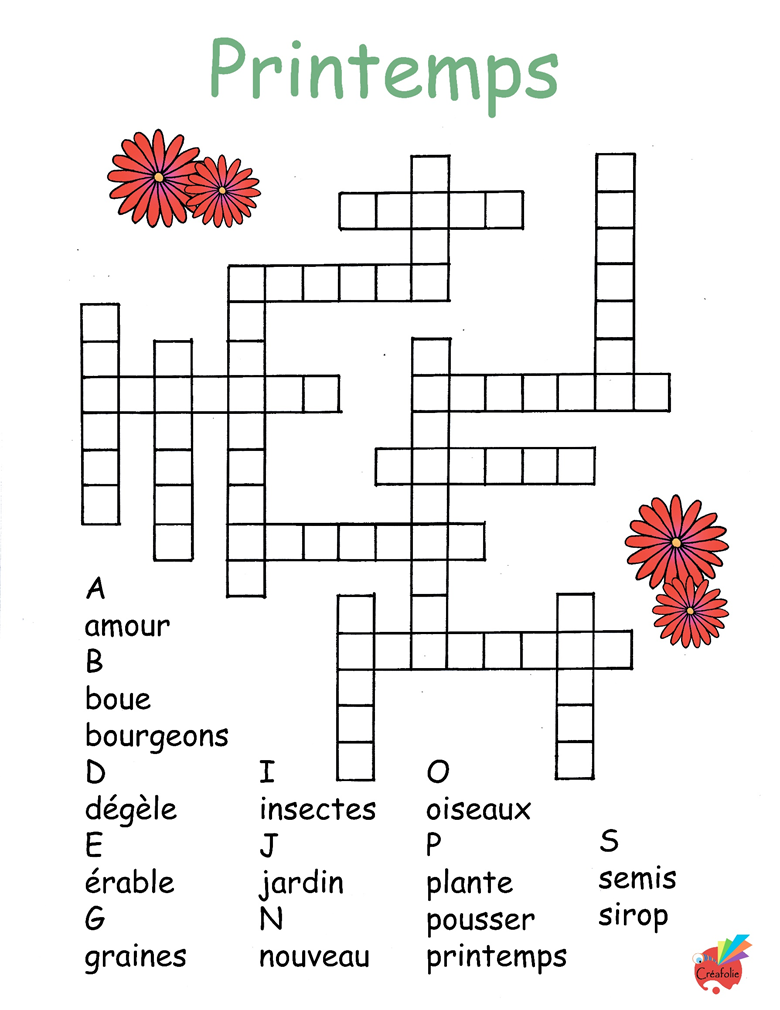 Printemps
A
amour
B
boue
bourgeons
D
dégèle
E
érable
G
graines
I
insectes
J
jardin
N
nouveau
O
oiseaux
P
plante
pousser
printemps
S
semis
sirop
Créafolie